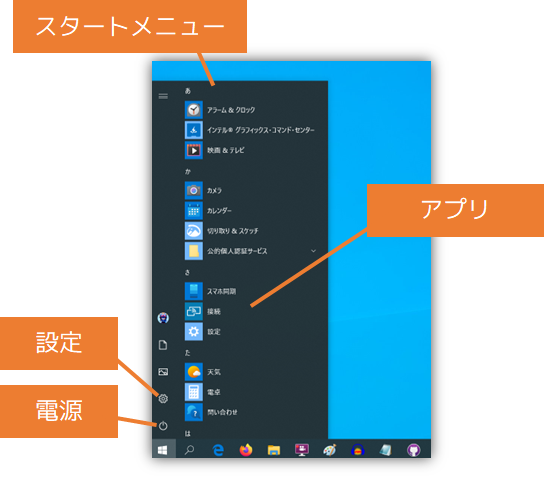 スタートメニュー
あ
アラーム & クロック
インテル® グラフィックス・コマンド・センター
映画 & テレビ
か
カメラ
カレンダー
切り取り & スケッチ
公的個人認証サービス
アプリ
さ
スマホ同期
接続
設定
た
天気
電卓
問い合わせ
は
設定
電源